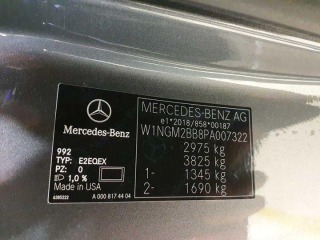 MERCEDES-BENZ AG
e1*2018/858*00187
W1NGM2BB8PA007322
2975 kg
3825 kg
1- 1345 kg
2- 1690 kg
Mercedes-Benz
992
TYP: E2EQEX
PZ: 0
1,0 %
Made in USA
A 000 817 44 04